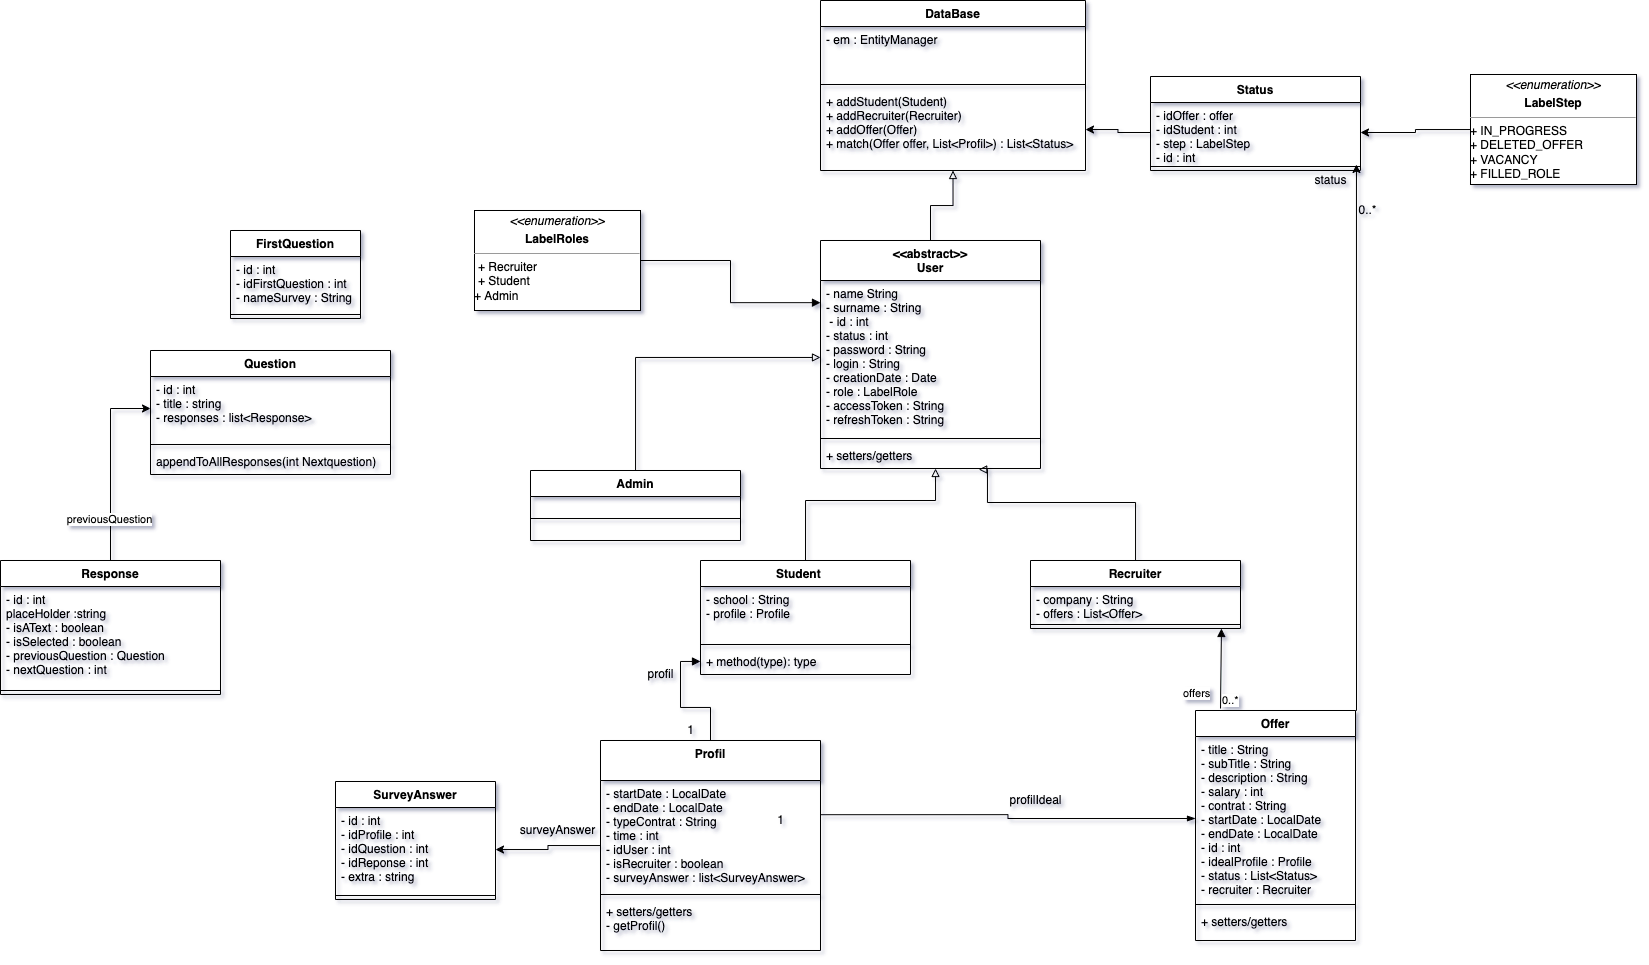 DataBase
- em : EntityManager
+ addStudent(Student)
+ addRecruiter(Recruiter)
+ addOffer(Offer)
+ match(Offer offer, List<Profil>) : List<Status>
Status
- idOffer : offer
- idStudent : int
- step : LabelStep
- id : int
<<enumeration>>
LabelStep
+ IN_PROGRESS
+ DELETED_OFFER
+ VACANCY
+ FILLED_ROLE
status
0..*
<<enumeration>>
LabelRoles
+ Recruiter
+ Student
+ Admin
FirstQuestion
- id : int
- idFirstQuestion : int
- nameSurvey : String
<<abstract>>
User
- name String
- surname : String
- id : int
- status : int
- password : String
- login : String
- creationDate : Date
- role : LabelRole
- accessToken : String
- refreshToken : String
+ setters/getters
Question
- id : int
- title : string
- responses : list<Response>
appendToAllResponses(int Nextquestion)
previousQuestion
Admin
Response
- id : int
placeHolder :string
- isAText : boolean
- isSelected : boolean
- previousQuestion : Question
- nextQuestion : int
Student
- school : String
- profile : Profile
+ method(type): type
Recruiter
- company : String
- offers : List<Offer>
profil
1
offers
0..*
Profil
- startDate : LocalDate
- endDate : LocalDate
- typeContrat : String
- time : int
- idUser : int
- isRecruiter : boolean
- surveyAnswer : list<SurveyAnswer>
+ setters/getters
- getProfil()
1
profilIdeal
surveyAnswer
SurveyAnswer
- id : int
- idProfile : int
- idQuestion : int
- idReponse : int
- extra : string
Offer
- title : String
- subTitle : String
- description : String
- salary : int
- contrat : String
- startDate : LocalDate
- endDate : LocalDate
- id : int
- idealProfile : Profile
- status : List<Status>
- recruiter : Recruiter
+ setters/getters